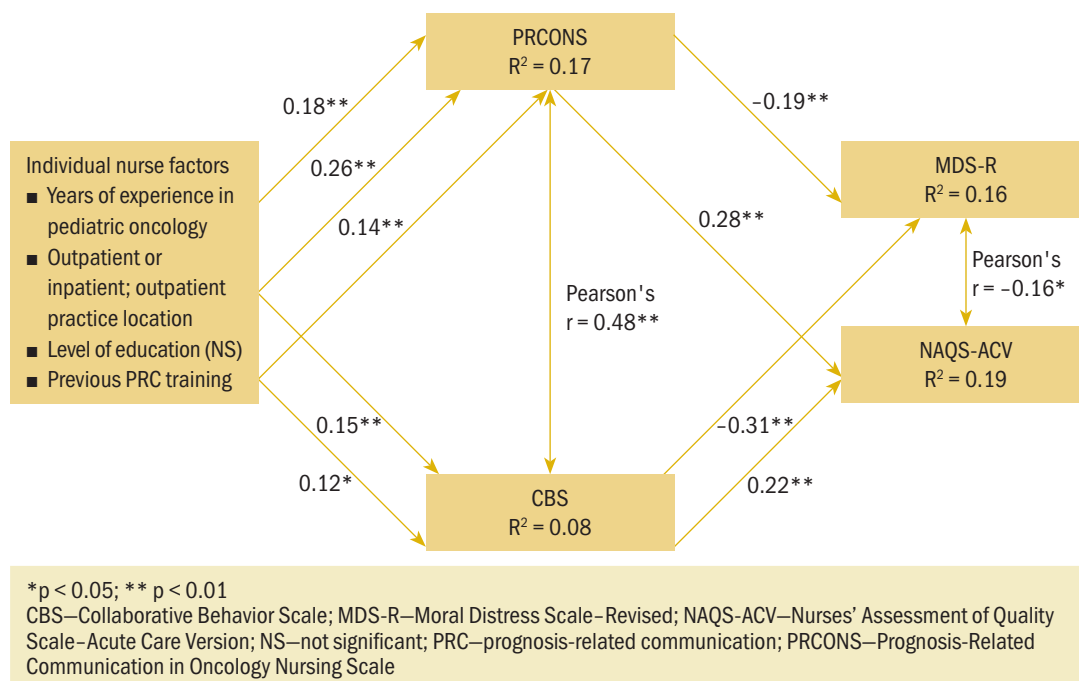 PRCONS
R² = 0.17
0.18**
–0.19**
Individual nurse factors
■ Years of experience in
pediatric oncology
■ Outpatient or
inpatient; outpatient
practice location
■ Level of education (NS)
■ Previous PRC training
0.26**
0.14**
MDS-R
R² = 0.16
0.28**
Pearson's
r = 0.48**
Pearson's
r = –0.16*
NAQS-ACV
R² = 0.19
0.15**
–0.31**
0.12*
0.22**
CBS
R² = 0.08
*p < 0.05; ** p < 0.01
CBS—Collaborative Behavior Scale; MDS-R—Moral Distress Scale–Revised; NAQS-ACV—Nurses’ Assessment of Quality
Scale–Acute Care Version; NS—not significant; PRC—prognosis-related communication; PRCONS—Prognosis-Related
Communication in Oncology Nursing Scale